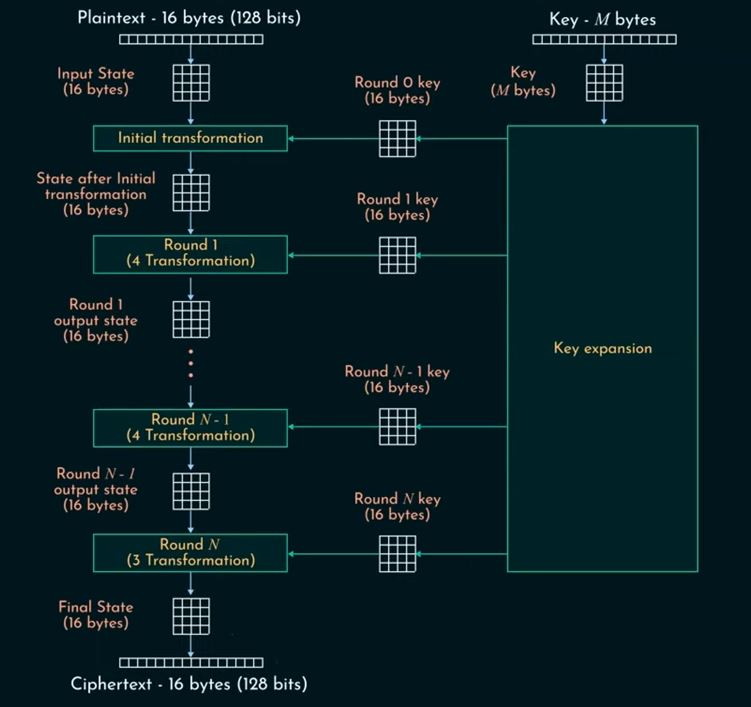 Plaintext - 16 bytes (128 bits)
Key - M bytes
Input State
(16 bytes)
Key
(M bytes)
Round 0 key
(16 bytes)
Initial transformation
State after Initial
transformation
(16 bytes)
Round 1 key
(16 bytes)
Round 1
(4 Transformation)
Round 1
output state
(16 bytes)
Key expansion
Round N - 1 key
(16 bytes)
Round N - 1
(4 Transformation)
Round N - 1
output state
(16 bytes)
Round N key
(16 bytes)
Round N
(3 Transformation)
Final State
(16 bytes)
Ciphertext - 16 bytes (128 bits)